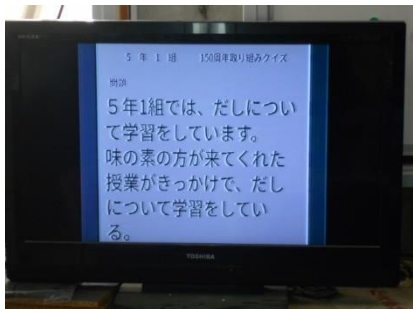 5年1組 150周年取り組みクイズ
問題
5年1組では、だしについ
て学習をしています。
味の素の方が来てくれた
授業がきっかけで、だし
について学習をしてい
る。
TOSHIBA